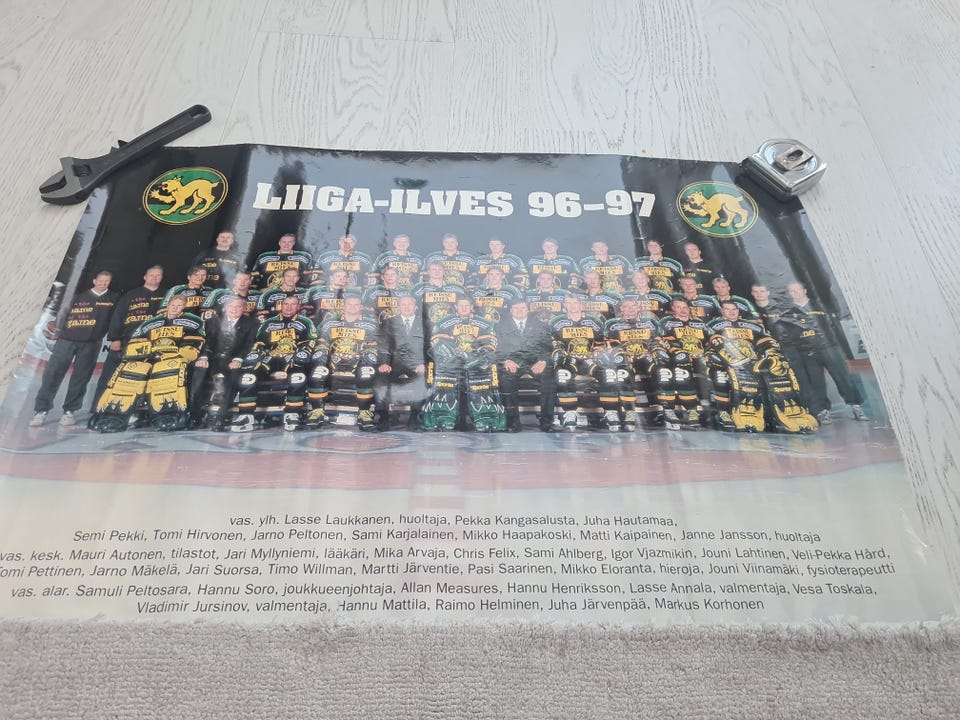 LIIGA-ILVES 96-97
vas. ylh. Lasse Laukkanen, huoltaja, Pekka Kangasalusta, Juha Hautamaa,
Semi Pekki, Tomi Hirvonen, Jarno Peltonen, Sami Karjalainen, Mikko Haapakoski, Matti Kaipainen, Janne Jansson, huoltaja
vas. kesk. Mauri Autonen, tilastot, Jari Myllyniemi, lääkäri, Mika Arvaja, Chris Felix, Sami Ahlberg, Igor Vjazmikin, Jouni Lahtinen, Veli-Pekka Hård,
Tomi Pettinen, Jarno Mäkelä, Jari Suorsa, Timo Willman, Martti Järventie, Pasi Saarinen, Mikko Eloranta, hieroja, Jouni Viinamäki, fysioterapeutti
vas. alar. Samuli Peltosara, Hannu Soro, joukkueenjohtaja, Allan Measures, Hannu Henriksson, Lasse Annala, valmentaja, Vesa Toskala,
Vladimir Jursinov, valmentaja, Hannu Mattila, Raimo Helminen, Juha Järvenpää, Markus Korhonen